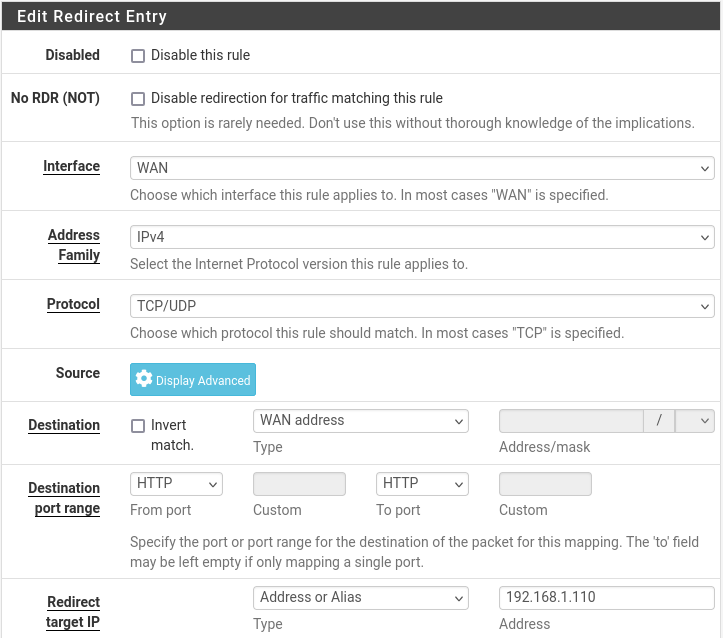 Edit Redirect Entry
Disabled Disable this rule
No RDR (NOT) Disable redirection for traffic matching this rule
This option is rarely needed. Don't use this without thorough knowledge of the implications.
Interface WAN
Choose which interface this rule applies to. In most cases "WAN" is specified.
Address
Family
IPv4
Select the Internet Protocol version this rule applies to.
Protocol TCP/UDP
Choose which protocol this rule should match. In most cases "TCP" is specified.
Source Display Advanced
Destination Invert
match.
WAN address /
Type Address/mask
Destination
port range
HTTP HTTP
From port Custom To port Custom
Specify the port or port range for the destination of the packet for this mapping. The 'to' field
may be left empty if only mapping a single port.
Redirect
target IP
Address or Alias 192.168.1.110
Type Address